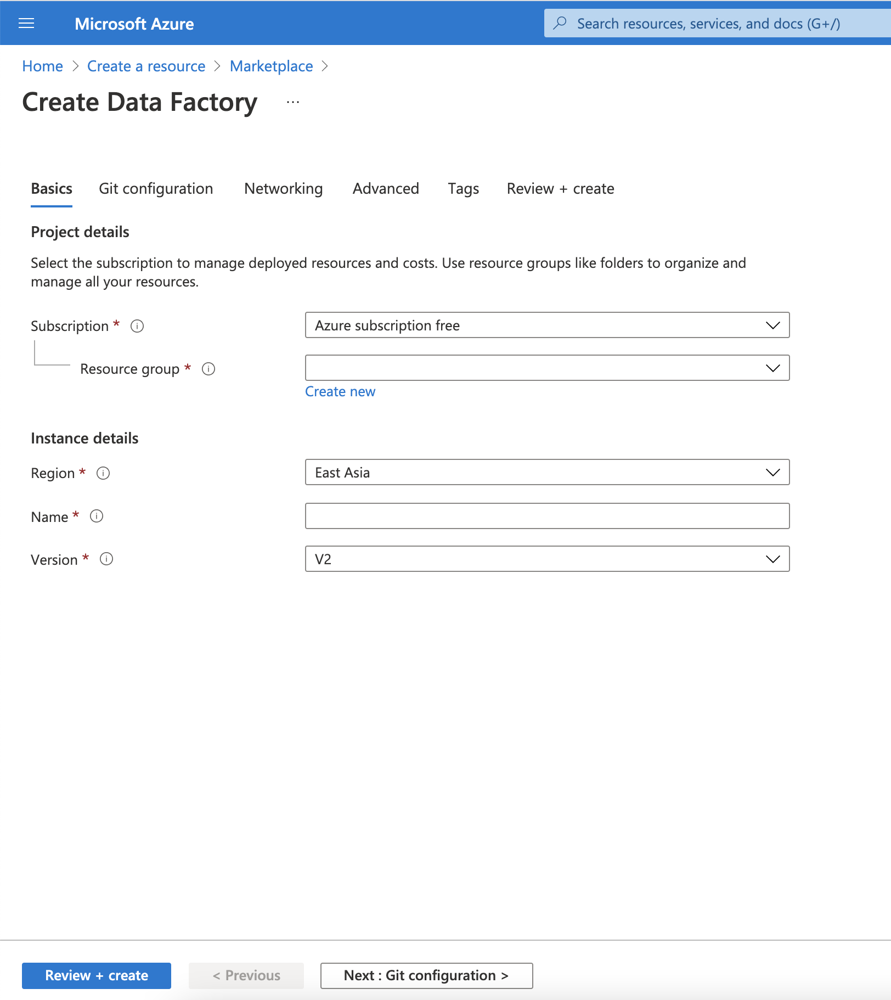 Microsoft Azure
Search resources, services, and docs (G+/)
Home > Create a resource > Marketplace >
Create Data Factory ...
Basics Git configuration Networking Advanced Tags Review + create
Project details
Select the subscription to manage deployed resources and costs. Use resource groups like folders to organize and
manage all your resources.
Subscription * Azure subscription free
Resource group *
Create new
Instance details
Region * East Asia
Name *
Version * V2
Review + create < Previous Next : Git configuration >